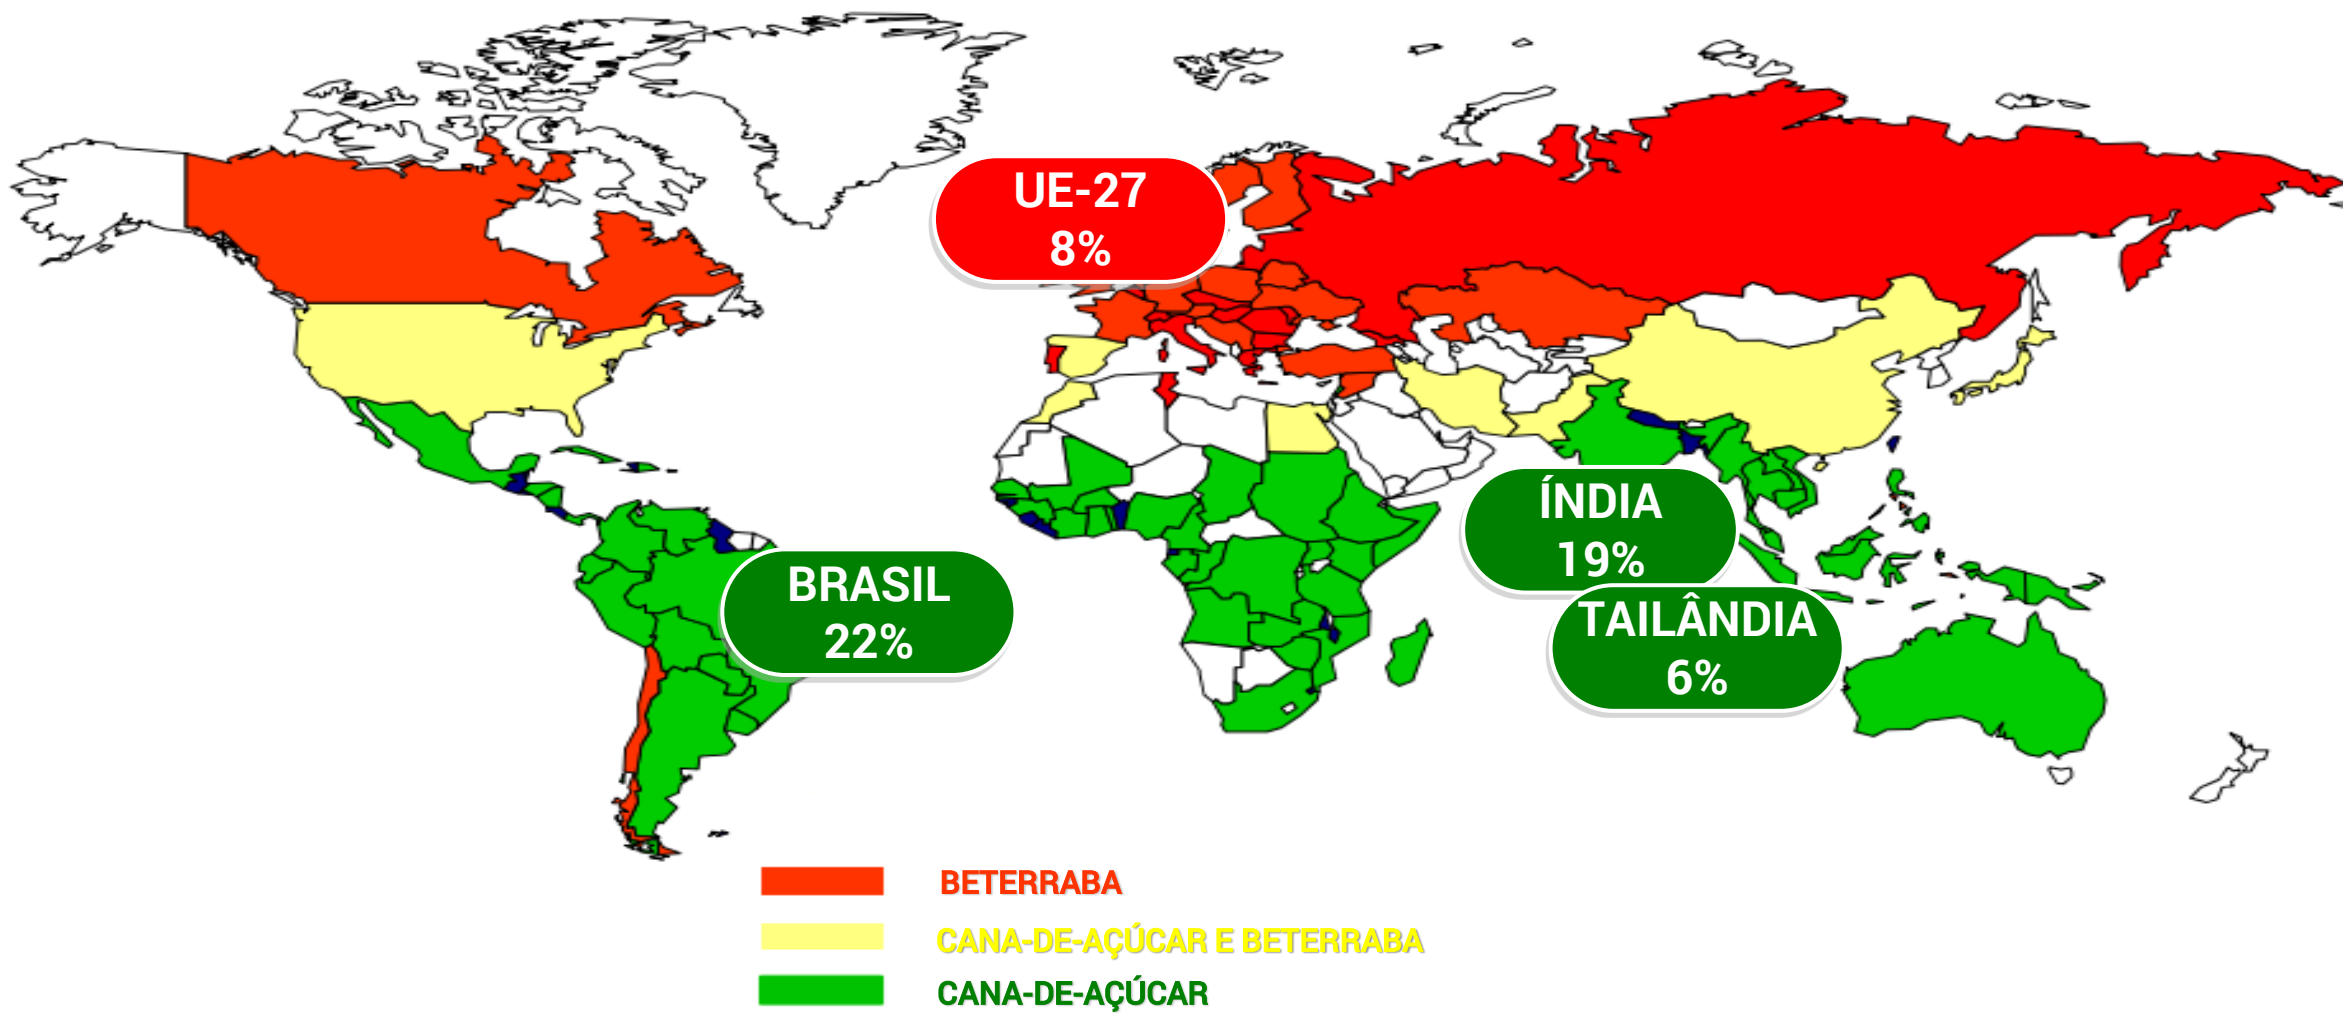 UE-27
8%
ÍNDIA
19%
BRASIL
22%
TAILÂNDIA
6%
BETERRABA
CANA-DE-AÇÚCAR E BETERRABA
CANA-DE-AÇÚCAR